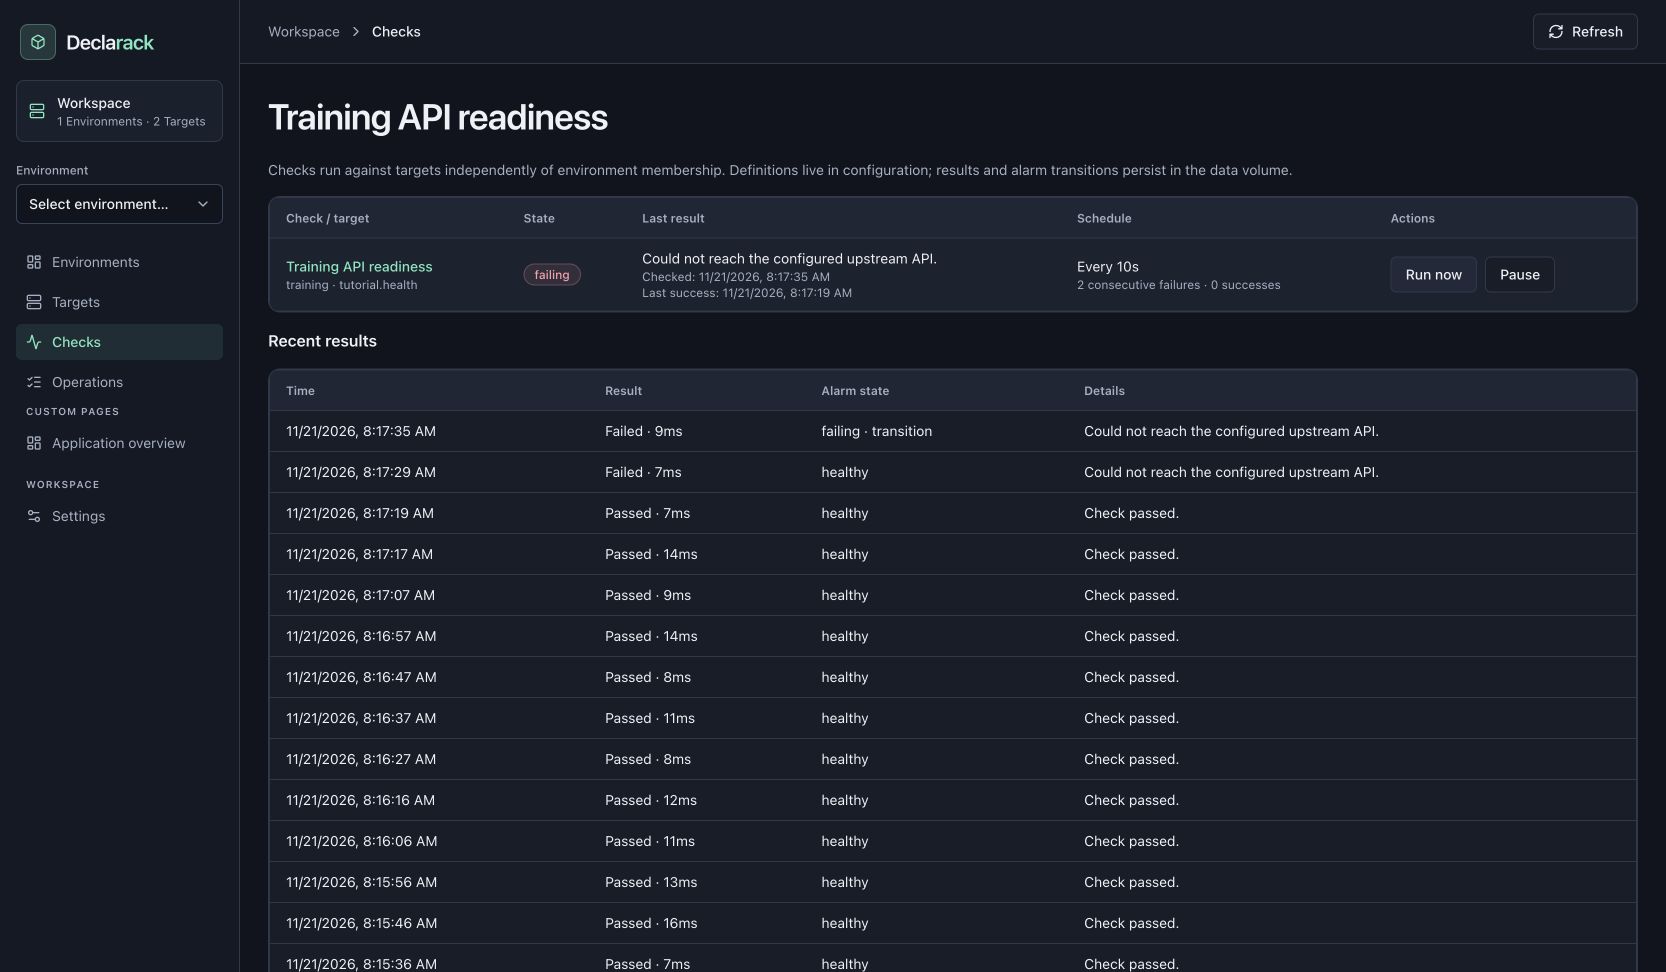 Declarack
Workspace
1 Environments · 2 Targets
Environment
Select environment...
Environments
Targets
Checks
Operations
CUSTOM PAGES
Application overview
WORKSPACE
Settings
Workspace > Checks
Refresh
Training API readiness
Checks run against targets independently of environment membership. Definitions live in configuration; results and alarm transitions persist in the data volume.
Check / target State Last result Schedule Actions
Training API readiness
training · tutorial.health
failing
Could not reach the configured upstream API.
Checked: 11/21/2026, 8:17:35 AM
Last success: 11/21/2026, 8:17:19 AM
Every 10s
2 consecutive failures · 0 successes
Run now Pause
Recent results
Time Result Alarm state Details
11/21/2026, 8:17:35 AM Failed · 9ms failing · transition Could not reach the configured upstream API.
11/21/2026, 8:17:29 AM Failed · 7ms healthy Could not reach the configured upstream API.
11/21/2026, 8:17:19 AM Passed · 7ms healthy Check passed.
11/21/2026, 8:17:17 AM Passed · 14ms healthy Check passed.
11/21/2026, 8:17:07 AM Passed · 9ms healthy Check passed.
11/21/2026, 8:16:57 AM Passed · 14ms healthy Check passed.
11/21/2026, 8:16:47 AM Passed · 8ms healthy Check passed.
11/21/2026, 8:16:37 AM Passed · 11ms healthy Check passed.
11/21/2026, 8:16:27 AM Passed · 8ms healthy Check passed.
11/21/2026, 8:16:16 AM Passed · 12ms healthy Check passed.
11/21/2026, 8:16:06 AM Passed · 11ms healthy Check passed.
11/21/2026, 8:15:56 AM Passed · 13ms healthy Check passed.
11/21/2026, 8:15:46 AM Passed · 16ms healthy Check passed.
11/21/2026, 8:15:36 AM Passed · 7ms healthy Check passed.